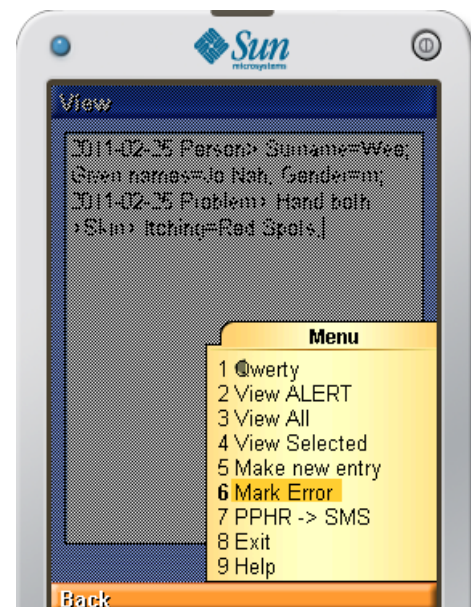 Sun
microsystems
View
2011-02-25 Person> Surname=Wee;
Given names=Jo Nah, Gender=m;
2011-02-25 Problem> Hand both
>Skin> Itching=Red Spots.
Menu
1 Qwerty
2 View ALERT
3 View All
4 View Selected
5 Make new entry
6 Mark Error
7 PPHR -> SMS
8 Exit
9 Help
Back